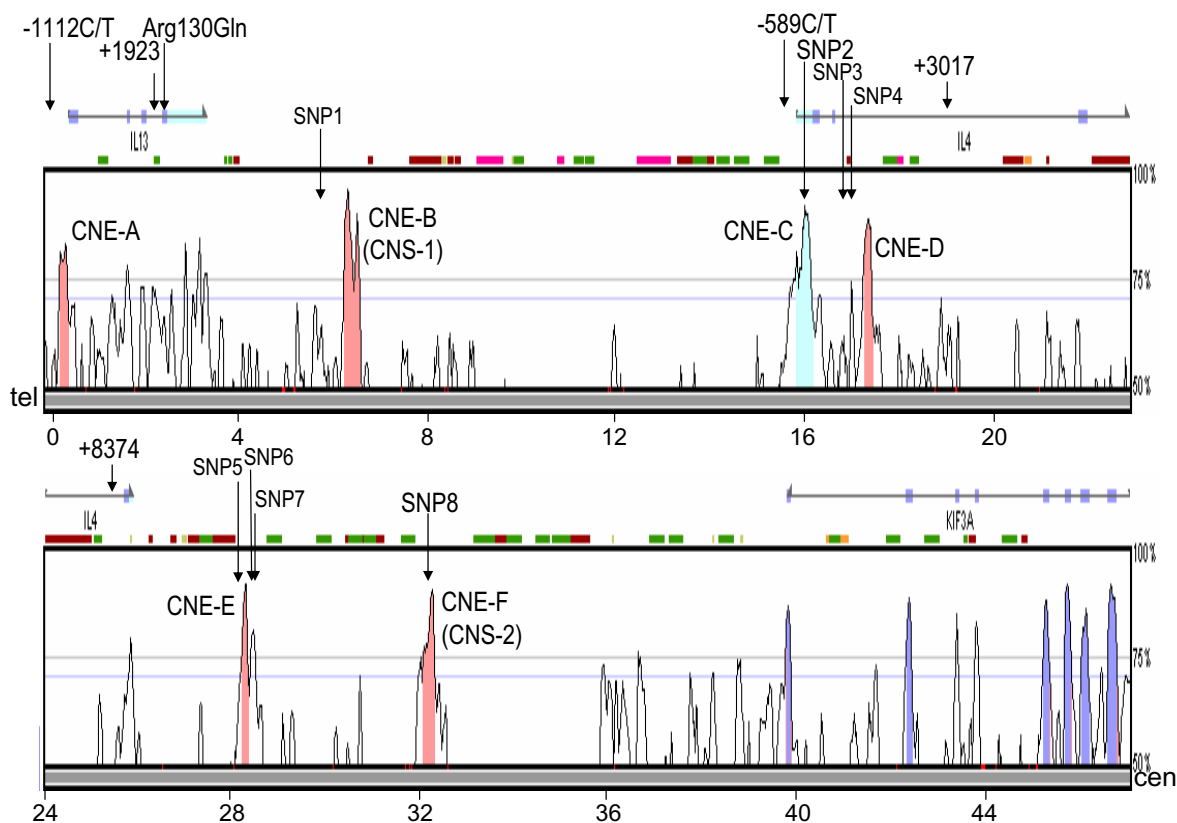 -1112C/T
Arg130Gln
+1923
-589C/T
SNP2
SNP3
+3017
SNP4
SNP1
IL13
IL4
100%
CNE-A
CNE-B
(CNS-1)
CNE-C
CNE-D
75%
50%
tel
0 4 8 12 16 20
+8374
SNP5
SNP6
SNP7
SNP8
IL4
KIF3A
100%
CNE-E
CNE-F
(CNS-2)
75%
50%
cen
24 28 32 36 40 44